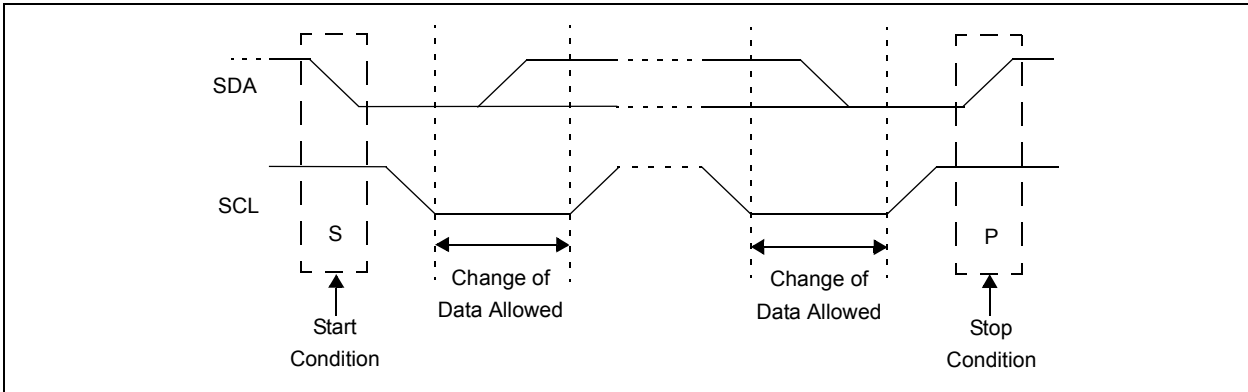 SDA
SCL
S
P
Change of
Data Allowed
Change of
Data Allowed
Start
Condition
Stop
Condition